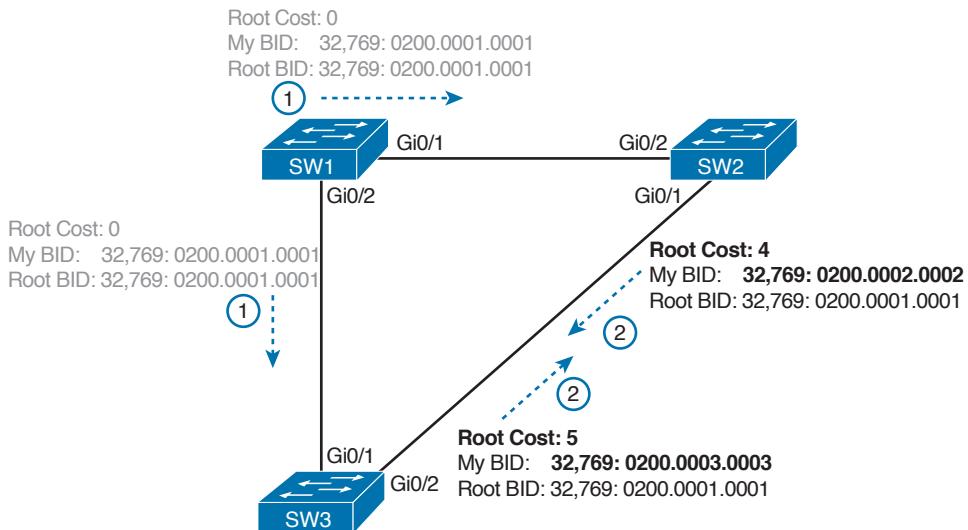 Root Cost: 0
My BID: 32,769: 0200.0001.0001
Root BID: 32,769: 0200.0001.0001
1
Gi0/1
Gi0/2
SW1
SW2
Gi0/2
Gi0/1
Root Cost: 0
My BID: 32,769: 0200.0001.0001
Root BID: 32,769: 0200.0001.0001
1
Root Cost: 4
My BID: 32,769: 0200.0002.0002
Root BID: 32,769: 0200.0001.0001
2
2
Root Cost: 5
My BID: 32,769: 0200.0003.0003
Root BID: 32,769: 0200.0001.0001
Gi0/1
Gi0/2
SW3